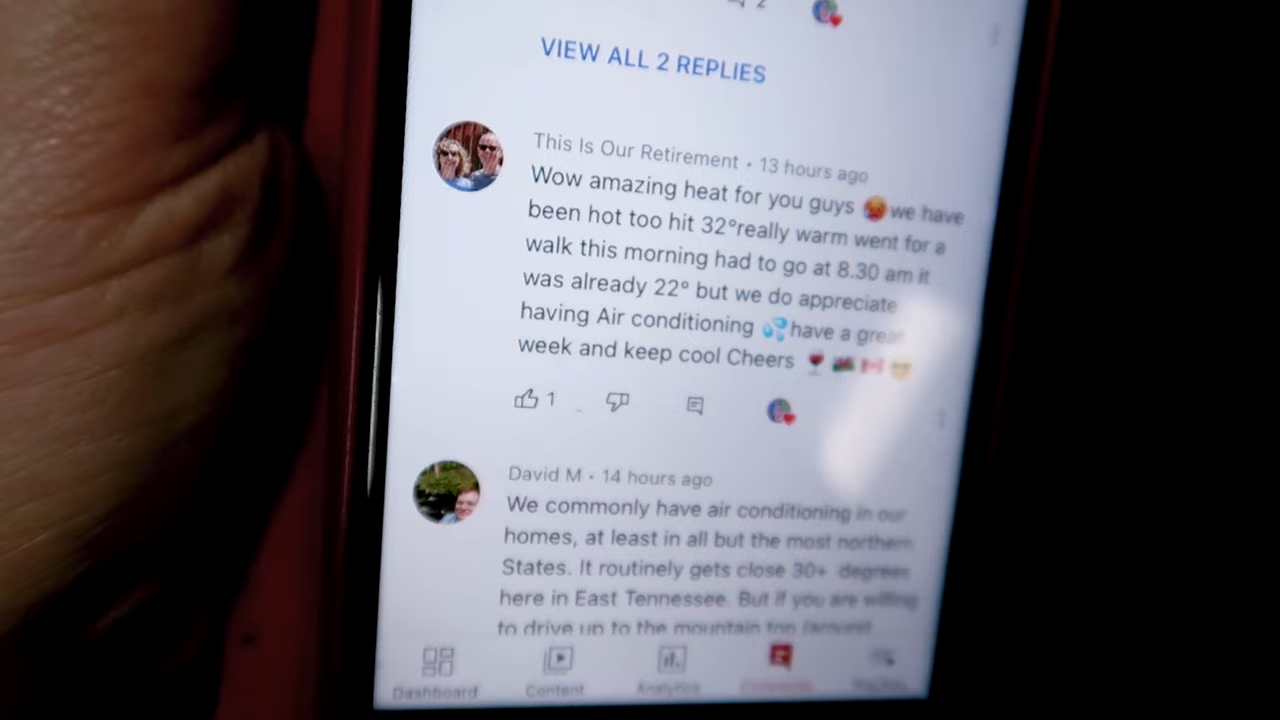 2
VIEW ALL 2 REPLIES
This Is Our Retirement • 13 hours ago
Wow amazing heat for you guys 🥵we have
been hot too hit 32°really warm went for a
walk this morning had to go at 8.30 am it
was already 22° but we do appreciate
having Air conditioning 💦have a great
week and keep cool Cheers 🍷
1
David M • 14 hours ago
We commonly have air conditioning in our
homes, at least in all but the most northern
States. It routinely gets close 30+ degrees
here in East Tennessee. But if you are willing
to drive up to the mountain top (around
Dashboard
Content
Analytics
Comments